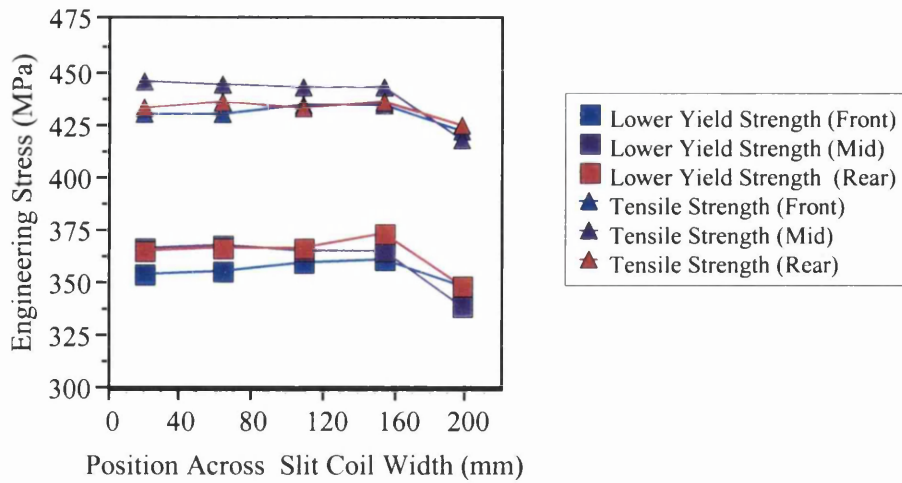 475
450
425
400
375
350
325
300
Engineering Stress (MPa)
0 40 80 120 160 200
Position Across Slit Coil Width (mm)
Lower Yield Strength (Front)
Lower Yield Strength (Mid)
Lower Yield Strength (Rear)
Tensile Strength (Front)
Tensile Strength (Mid)
Tensile Strength (Rear)